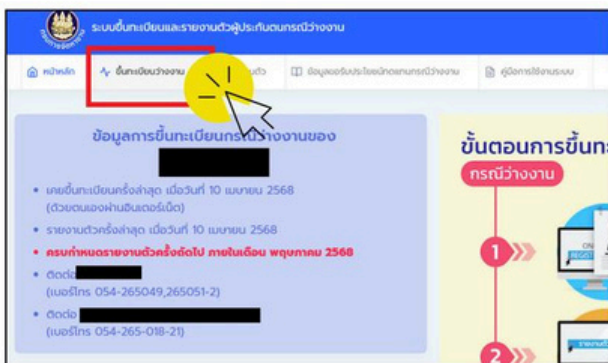 กรมการจัดหางาน
ระบบขึ้นทะเบียนและรายงานตัวผู้ประกันตนกรณีว่างงาน
หน้าหลัก ขึ้นทะเบียนว่างงาน ข้อมูลขอรับประโยชน์ทดแทนกรณีว่างงาน คู่มือการใช้งานระบบ
ข้อมูลการขึ้นทะเบียนกรณีว่างงานของ
• เคยขึ้นทะเบียนครั้งล่าสุด เมื่อวันที่ 10 เมษายน 2568
(ด้วยตนเองผ่านอินเตอร์เน็ต)
• รายงานตัวครั้งล่าสุด เมื่อวันที่ 10 เมษายน 2568
• ครบกำหนดรายงานตัวครั้งถัดไป ภายในเดือน พฤษภาคม 2568
• ติดต่อ
(เบอร์โทร 054-265049,265051-2)
• ติดต่อ
(เบอร์โทร 054-265-018-21)
ขั้นตอนการขึ้นทะ
กรณีว่างงาน
1
2